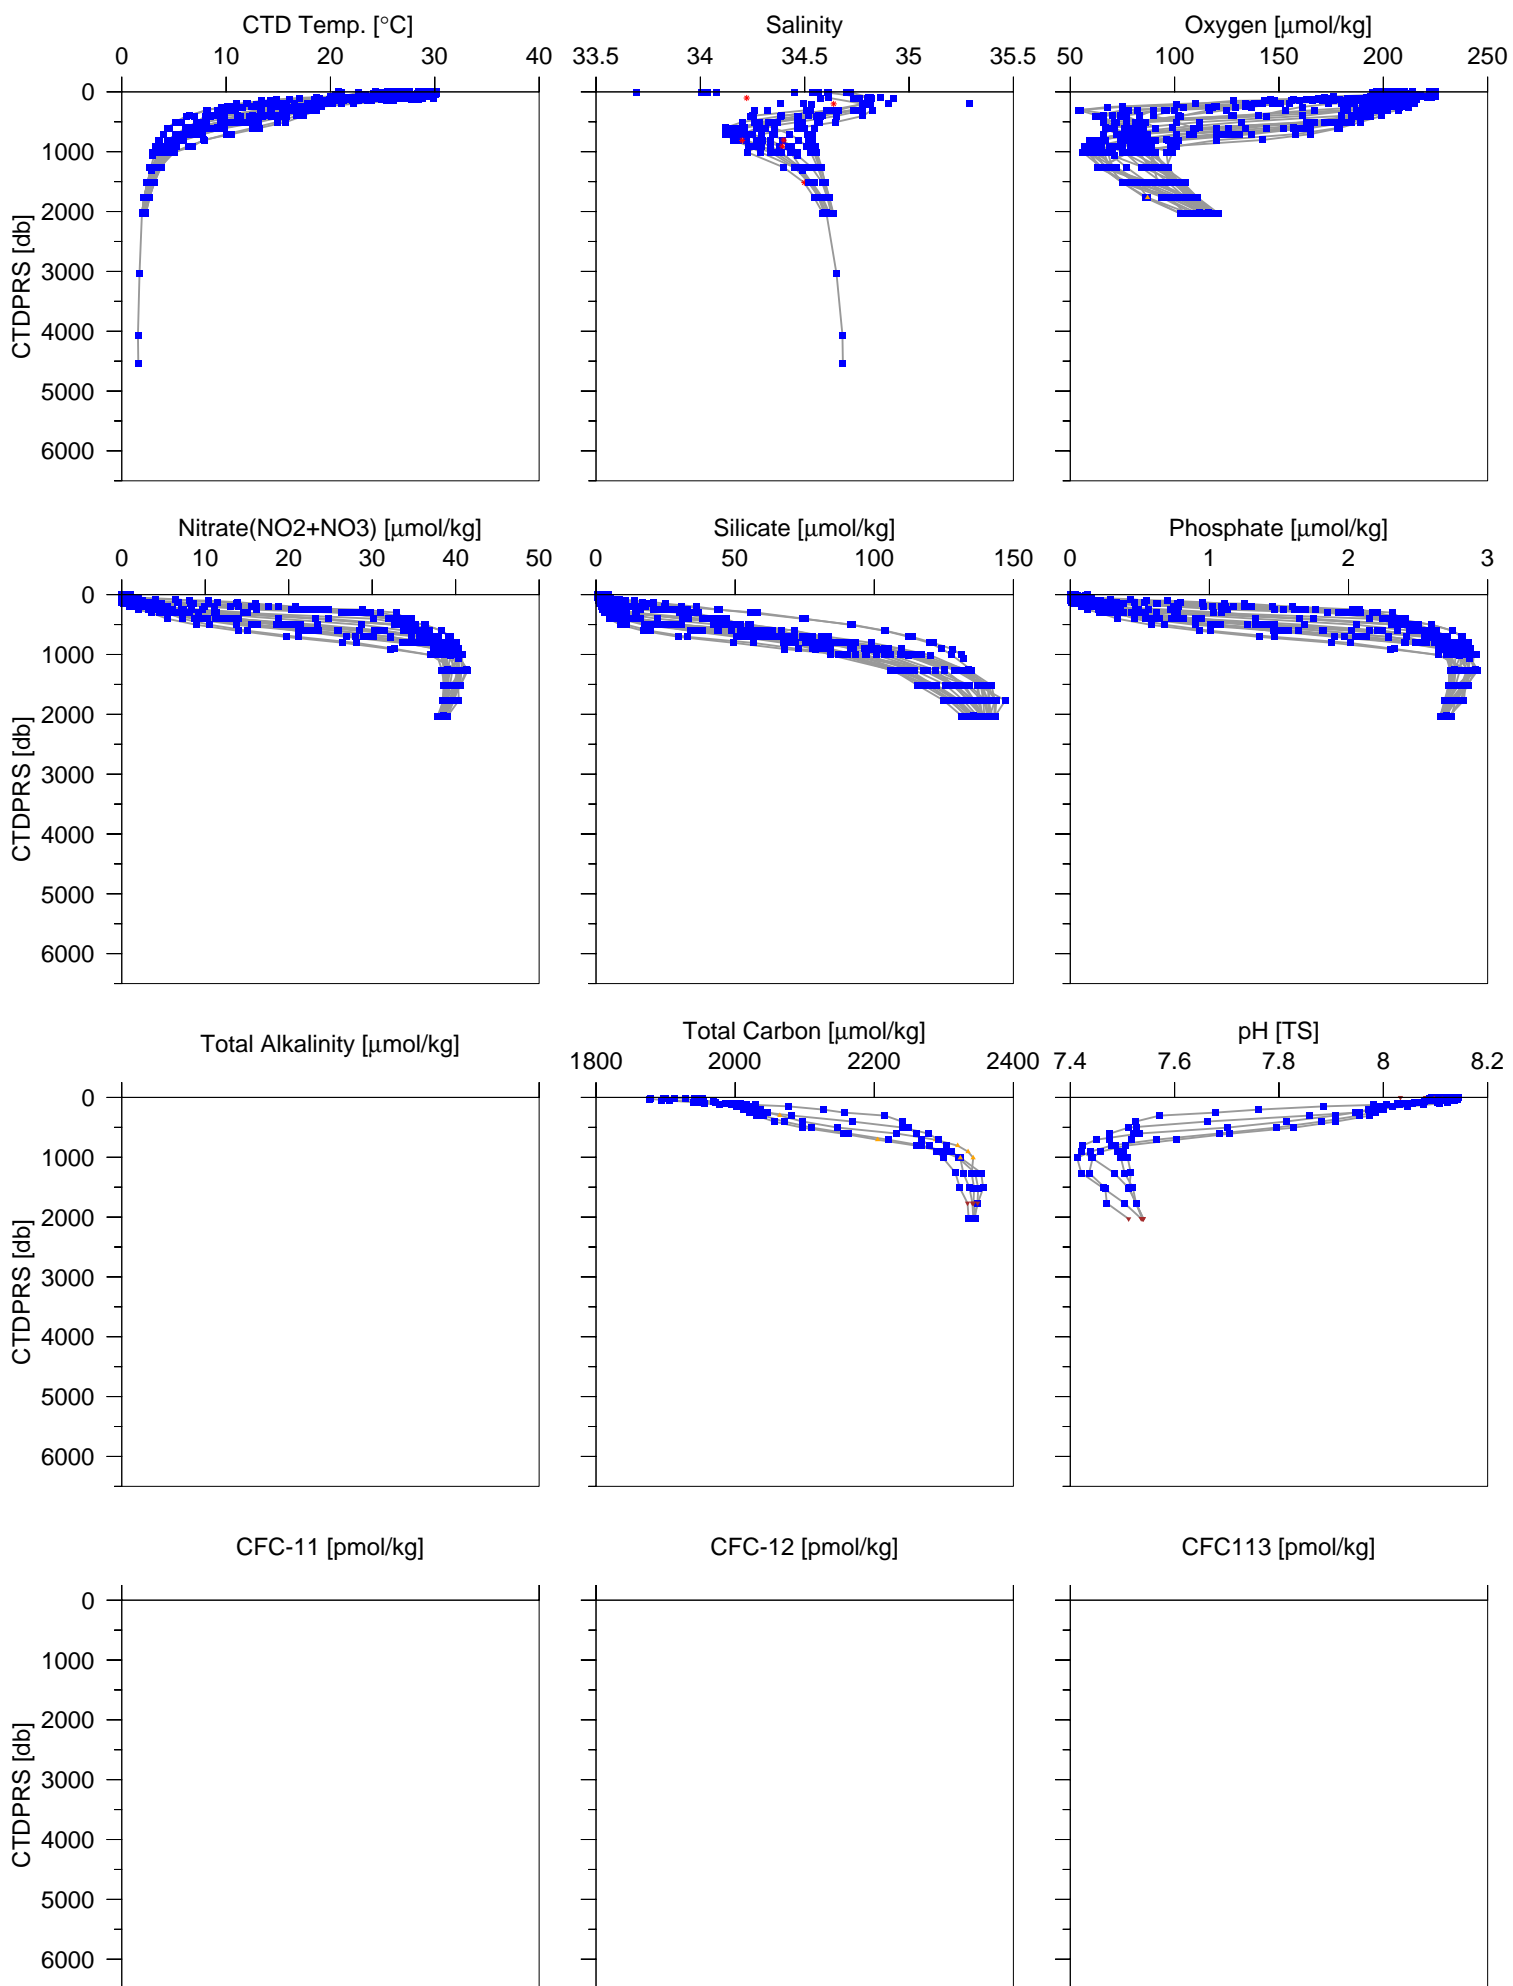 CTD Temp. [°C] Salinity Oxygen [μmol/kg]
0 10 20 30 40 33.5 34 34.5 35 35.5 50 100 150 200 250
0
1000
2000
3000
4000
5000
6000
CTDPRS [db]
Nitrate(NO2+NO3) [μmol/kg] Silicate [μmol/kg] Phosphate [μmol/kg]
0 10 20 30 40 50 0 50 100 150 0 1 2 3
0
1000
2000
3000
4000
5000
6000
CTDPRS [db]
Total Alkalinity [μmol/kg] Total Carbon [μmol/kg] pH [TS]
1800 2000 2200 2400 7.4 7.6 7.8 8 8.2
0
1000
2000
3000
4000
5000
6000
CTDPRS [db]
CFC-11 [pmol/kg] CFC-12 [pmol/kg] CFC113 [pmol/kg]
0
1000
2000
3000
4000
5000
6000
CTDPRS [db]